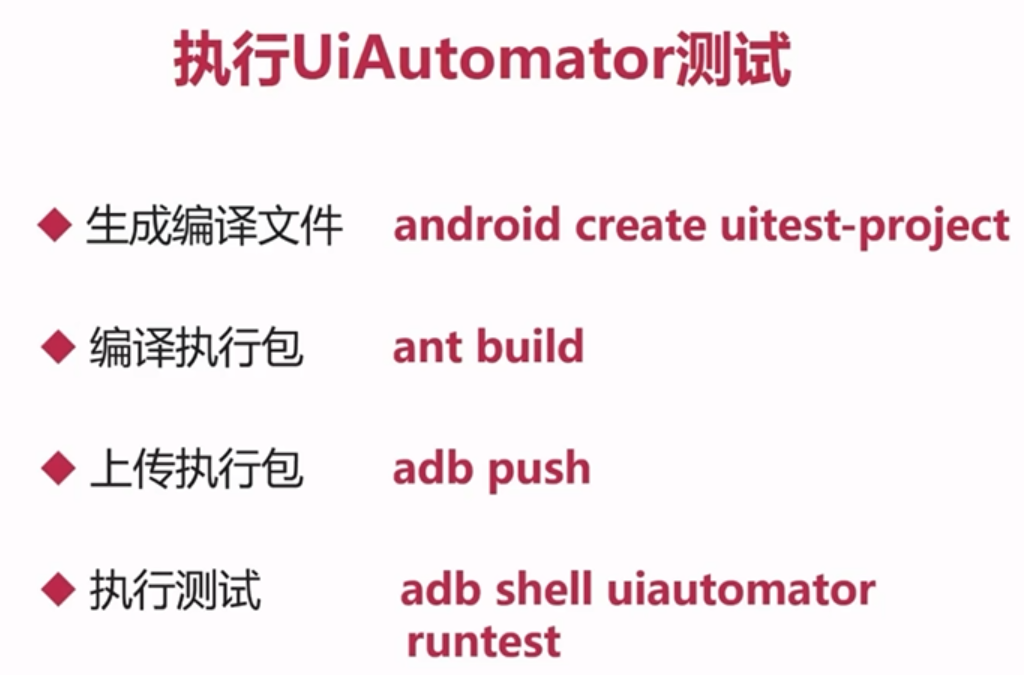 执行UiAutomator测试
生成编译文件 android create uitest-project
编译执行包 ant build
上传执行包 adb push
执行测试 adb shell uiautomator
runtest